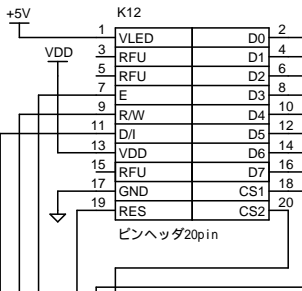 K12
+5V
VDD
1 VLED D0 2
3 RFU D1 4
5 RFU D2 6
7 E D3 8
9 R/W D4 10
11 D/I D5 12
13 VDD D6 14
15 RFU D7 16
17 GND CS1 18
19 RES CS2 20
ピンヘッダ20pin